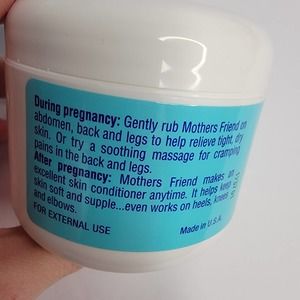 During pregnancy: Gently rub Mothers Friend on
abdomen, back and legs to help relieve tight, dry
skin. Or try a soothing massage for cramping
pains in the back and legs.
After pregnancy: Mothers Friend makes an
excellent skin conditioner anytime. It helps keep
skin soft and supple...even works on heels, knees
and elbows.
FOR EXTERNAL USE
Made in U.S.A.